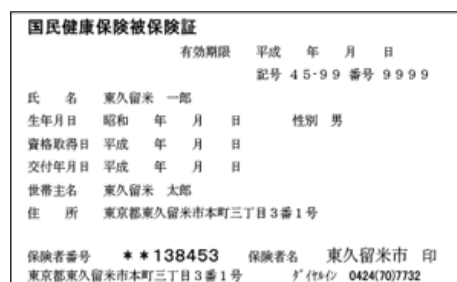 国民健康保険被保険証
有効期限 平成 年 月 日
記号 45-99 番号 9999
氏 名 東久留米 一郎
生年月日 昭和 年 月 日 性別 男
資格取得日 平成 年 月 日
交付年月日 平成 年 月 日
世帯主名 東久留米 太郎
住 所 東京都東久留米市本町三丁目3番1号
保険者番号 **138453 保険者名 東久留米市 印
東京都東久留米市本町三丁目3番1号 ダイヤルイン 0424(70)7732